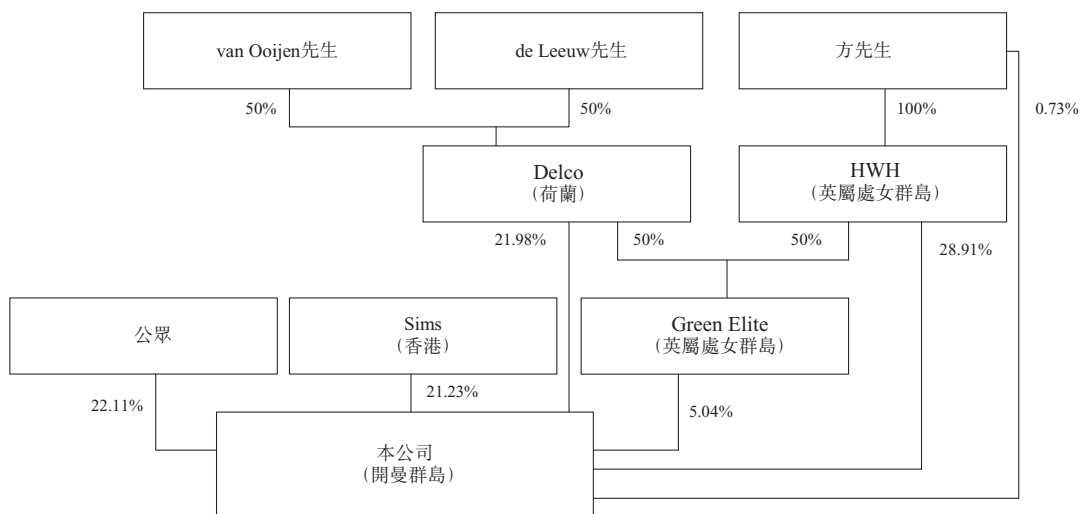 van Ooijen先生
de Leeuw先生
方先生
50%
50%
100%
0.73%
Delco
(荷蘭)
HWH
(英屬處女群島)
21.98%
50%
50%
28.91%
公眾
Sims
(香港)
Green Elite
(英屬處女群島)
22.11%
21.23%
5.04%
本公司
(開曼群島)